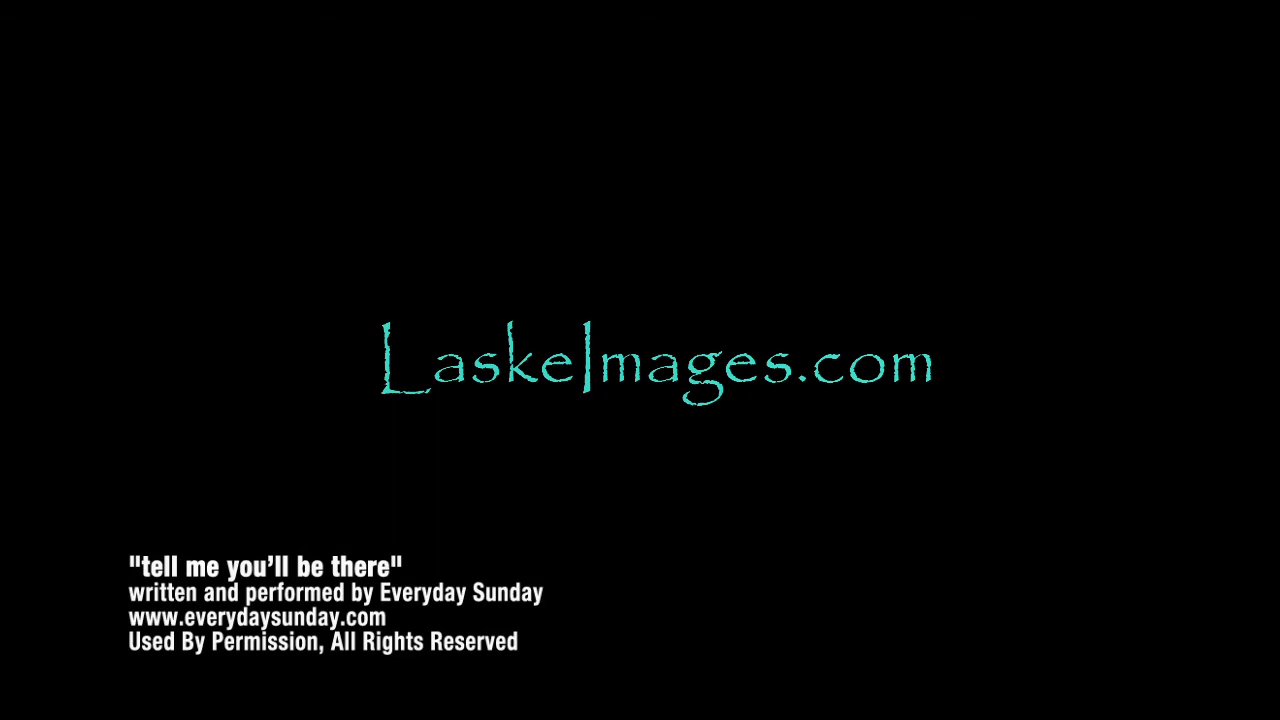 LaskeImages.com
"tell me you’ll be there"
written and performed by Everyday Sunday
www.everydaysunday.com
Used By Permission, All Rights Reserved